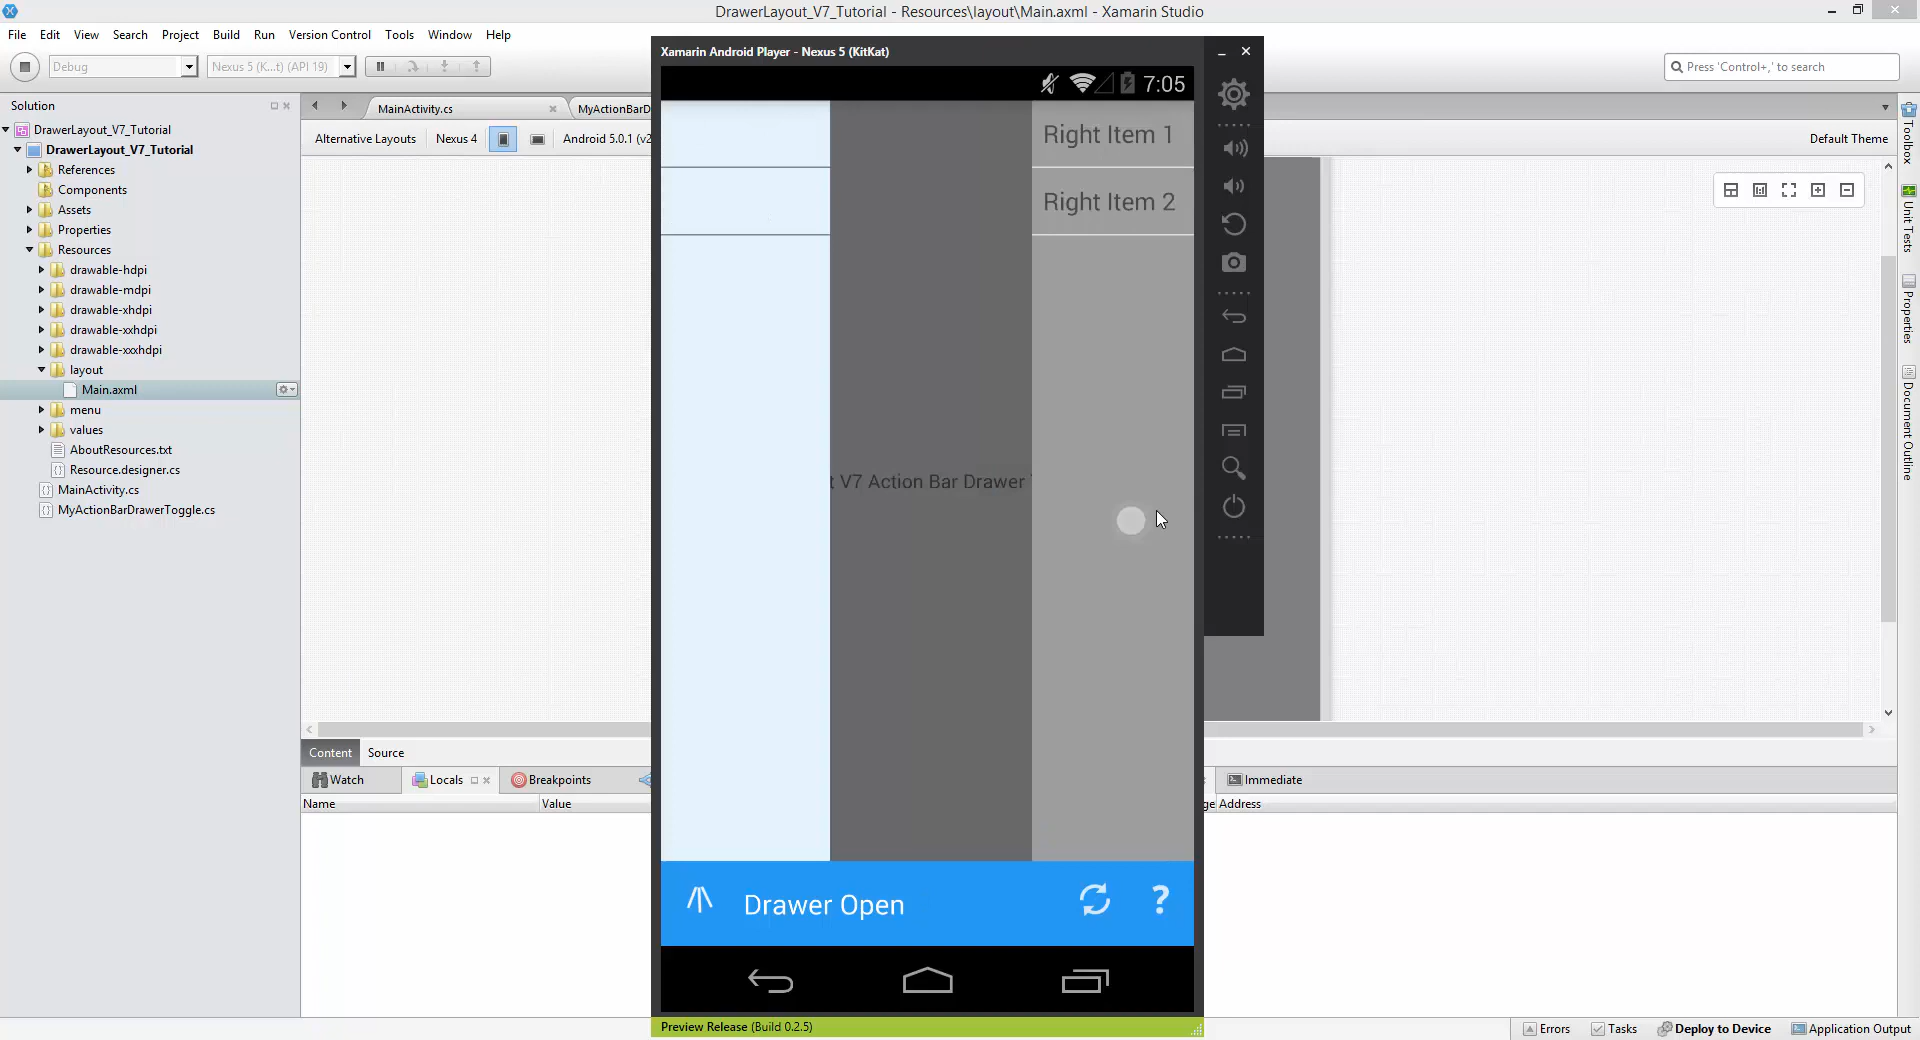 DrawerLayout_V7_Tutorial - Resources\layout\Main.axml - Xamarin Studio
File Edit View Search Project Build Run Version Control Tools Window Help
Debug
Nexus 5 (K...t) (API 19)
Press 'Control+,' to search
Solution
DrawerLayout_V7_Tutorial
DrawerLayout_V7_Tutorial
References
Components
Assets
Properties
Resources
drawable-hdpi
drawable-mdpi
drawable-xhdpi
drawable-xxhdpi
drawable-xxxhdpi
layout
Main.axml
menu
values
AboutResources.txt
Resource.designer.cs
MainActivity.cs
MyActionBarDrawerToggle.cs
MainActivity.cs
MyActionBarD
Alternative Layouts
Nexus 4
Android 5.0.1 (v2
Default Theme
Xamarin Android Player - Nexus 5 (KitKat)
7:05
Right Item 1
Right Item 2
t V7 Action Bar Drawer
Drawer Open
?
Preview Release (Build 0.2.5)
Content
Source
Watch
Locals
Breakpoints
Immediate
Name
Value
ge
Address
Toolbox
Unit Tests
Properties
Document Outline
Errors
Tasks
Deploy to Device
Application Output